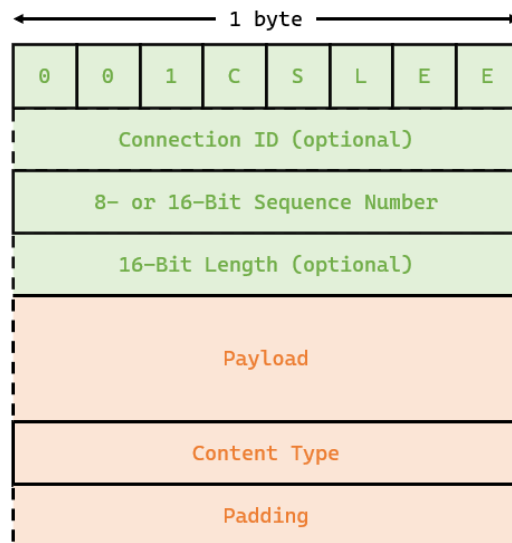 1 byte
0 0 1 C S L E E
Connection ID (optional)
8- or 16-Bit Sequence Number
16-Bit Length (optional)
Payload
Content Type
Padding